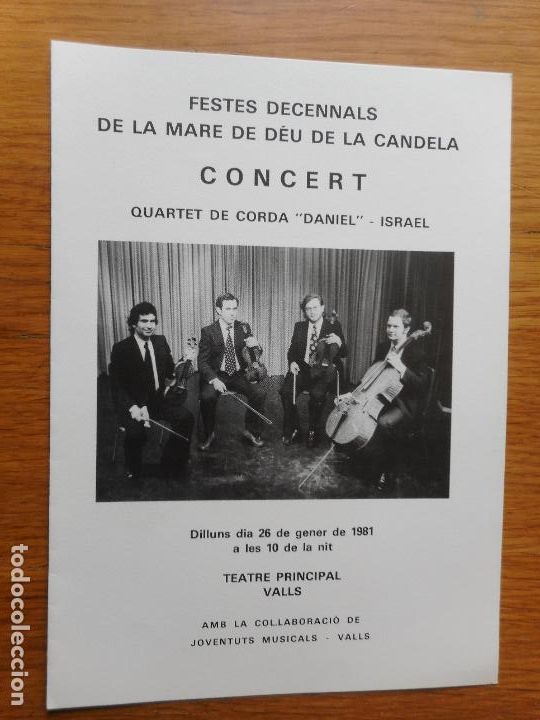 FESTES DECENNALS
DE LA MARE DE DÉU DE LA CANDELA
CONCERT
QUARTET DE CORDA "DANIEL" - ISRAEL
Dilluns dia 26 de gener de 1981
a les 10 de la nit
TEATRE PRINCIPAL
VALLS
AMB LA COL·LABORACIÓ DE
JOVENTUTS MUSICALS - VALLS
todocoleccion.net